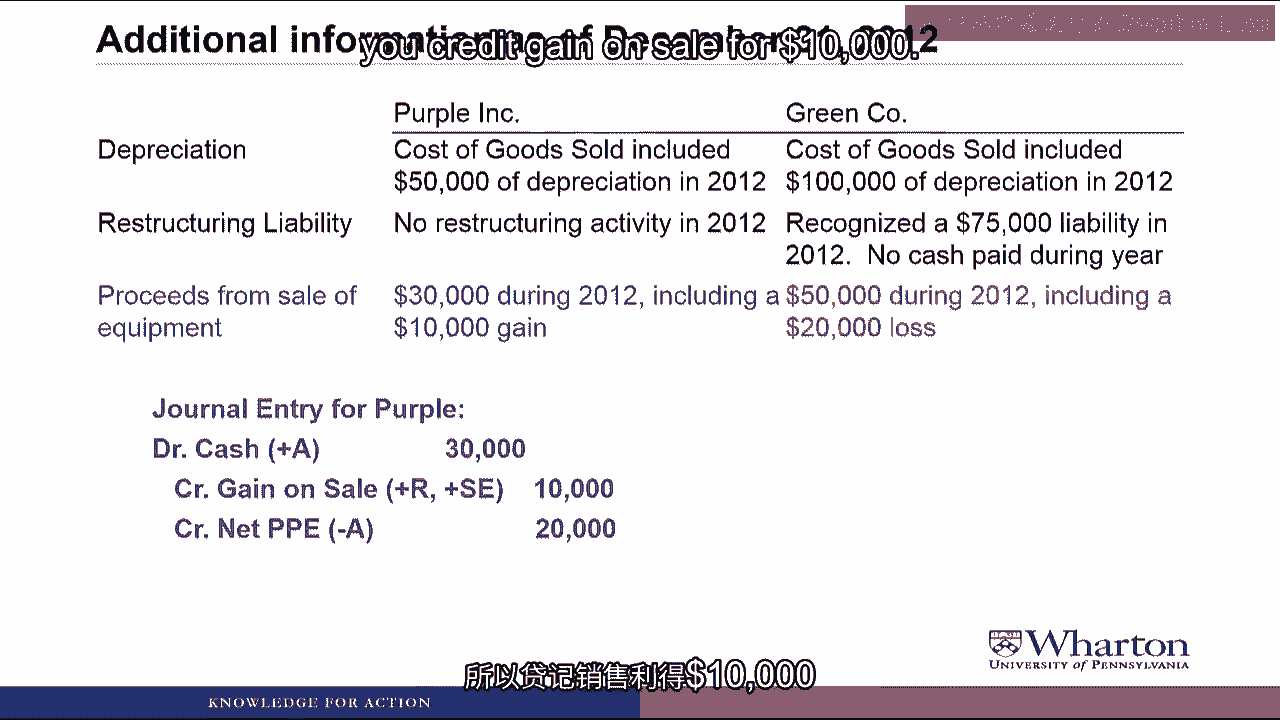 Additional information as of December 31, 2012
you credit gain on sale for $10,000.
Purple Inc. Green Co.
Depreciation Cost of Goods Sold included Cost of Goods Sold included
$50,000 of depreciation in 2012 $100,000 of depreciation in 2012
Restructuring Liability No restructuring activity in 2012 Recognized a $75,000 liability in
2012. No cash paid during year
Proceeds from sale of $30,000 during 2012, including a $50,000 during 2012, including a
equipment $10,000 gain $20,000 loss
Journal Entry for Purple:
Dr. Cash (+A) 30,000
Cr. Gain on Sale (+R, +SE) 10,000
Cr. Net PPE (-A) 20,000
Wharton
UNIVERSITY of PENNSYLVANIA
所以贷记销售利得$10,000
KNOWLEDGE FOR ACTION